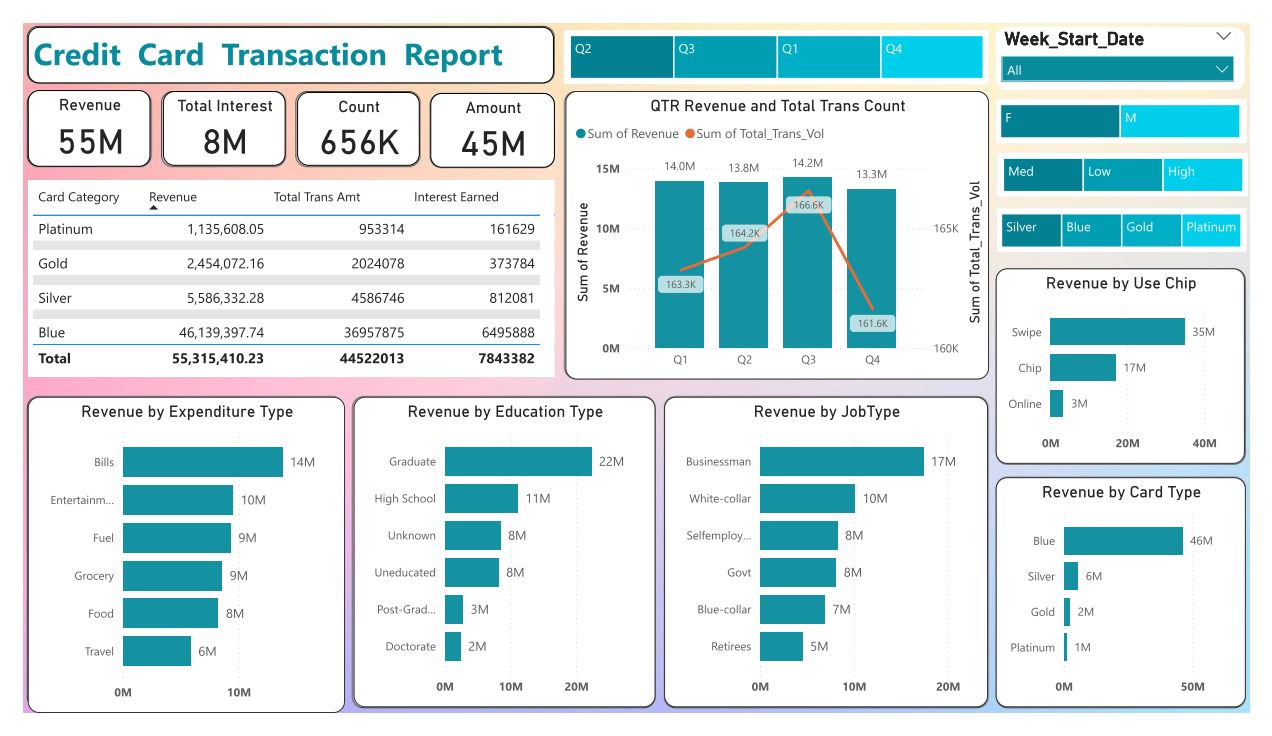 Credit Card Transaction Report
Q2 Q3 Q1 Q4
Week_Start_Date
All
F M
Med Low High
Silver Blue Gold Platinum
Revenue
55M
Total Interest
8M
Count
656K
Amount
45M
Card Category Revenue Total Trans Amt Interest Earned
Platinum 1,135,608.05 953314 161629
Gold 2,454,072.16 2024078 373784
Silver 5,586,332.28 4586746 812081
Blue 46,139,397.74 36957875 6495888
Total 55,315,410.23 44522013 7843382
QTR Revenue and Total Trans Count
Sum of Revenue Sum of Total_Trans_Vol
Sum of Revenue
15M
10M
5M
0M
14.0M 13.8M 14.2M 13.3M
163.3K 164.2K 166.6K 161.6K
Q1 Q2 Q3 Q4
165K
160K
Sum of Total_Trans_Vol
Revenue by Use Chip
Swipe 35M
Chip 17M
Online 3M
0M 20M 40M
Revenue by Expenditure Type
Bills 14M
Entertainm... 10M
Fuel 9M
Grocery 9M
Food 8M
Travel 6M
0M 10M
Revenue by Education Type
Graduate 22M
High School 11M
Unknown 8M
Uneducated 8M
Post-Grad... 3M
Doctorate 2M
0M 10M 20M
Revenue by JobType
Businessman 17M
White-collar 10M
Selfemploy... 8M
Govt 8M
Blue-collar 7M
Retirees 5M
0M 10M 20M
Revenue by Card Type
Blue 46M
Silver 6M
Gold 2M
Platinum 1M
0M 50M